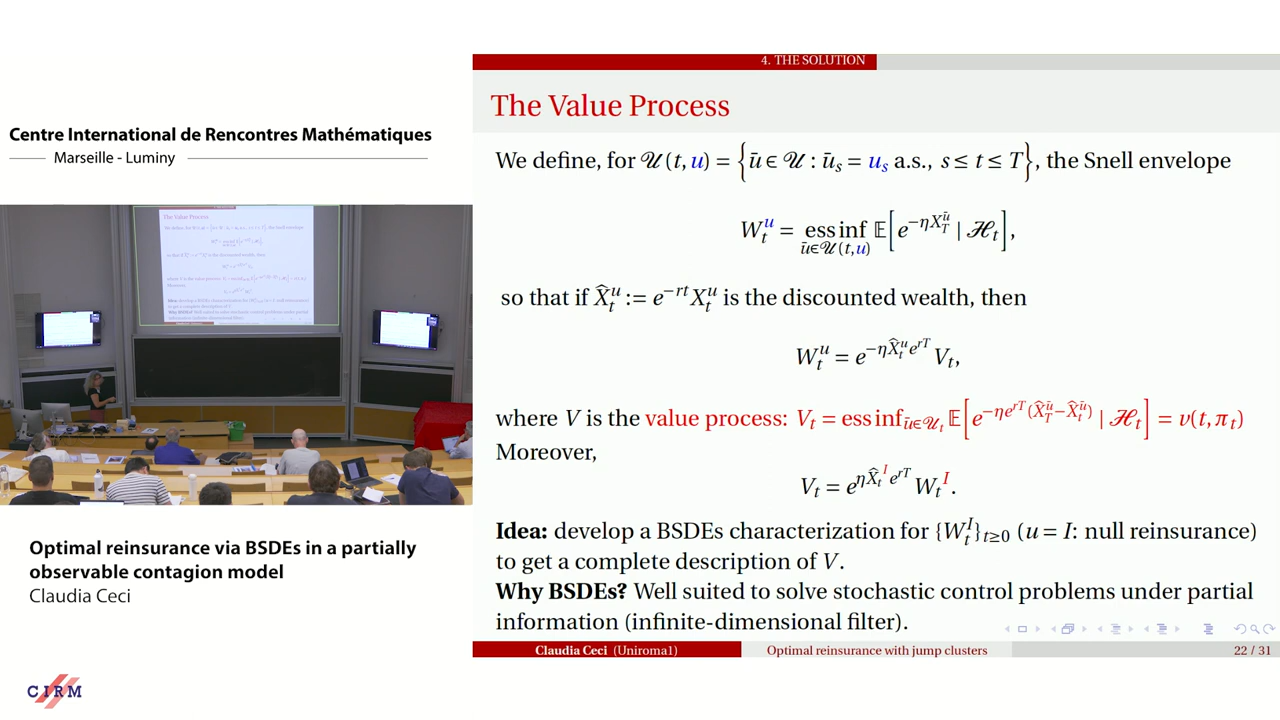 Centre International de Rencontres Mathématiques
Marseille - Luminy
Optimal reinsurance via BSDEs in a partially
observable contagion model
Claudia Ceci
CIRM
4. THE SOLUTION
The Value Process
We define, for 𝒰(t,u) = {ū ∈ 𝒰 : ū_s = u_s a.s., s ≤ t ≤ T}, the Snell envelope
W_t^u = ess inf_{ū∈𝒰(t,u)} 𝔼[e^{−ηX_T^ū} | ℋ_t],
so that if X̂_t^u := e^{−rt}X_t^u is the discounted wealth, then
W_t^u = e^{−ηX̂_t^u e^{rT}} V_t,
where V is the value process: V_t = ess inf_{ū∈𝒰_t} 𝔼[e^{−ηe^{rT}(X̂_T^ū − X̂_t^ū)} | ℋ_t] = v(t,π_t)
Moreover,
V_t = e^{ηX̂_t^I e^{rT}} W_t^I.
Idea: develop a BSDEs characterization for {W_t^I}_{t≥0} (u = I: null reinsurance)
to get a complete description of V.
Why BSDEs? Well suited to solve stochastic control problems under partial
information (infinite-dimensional filter).
Claudia Ceci (Uniroma1) Optimal reinsurance with jump clusters 22 / 31